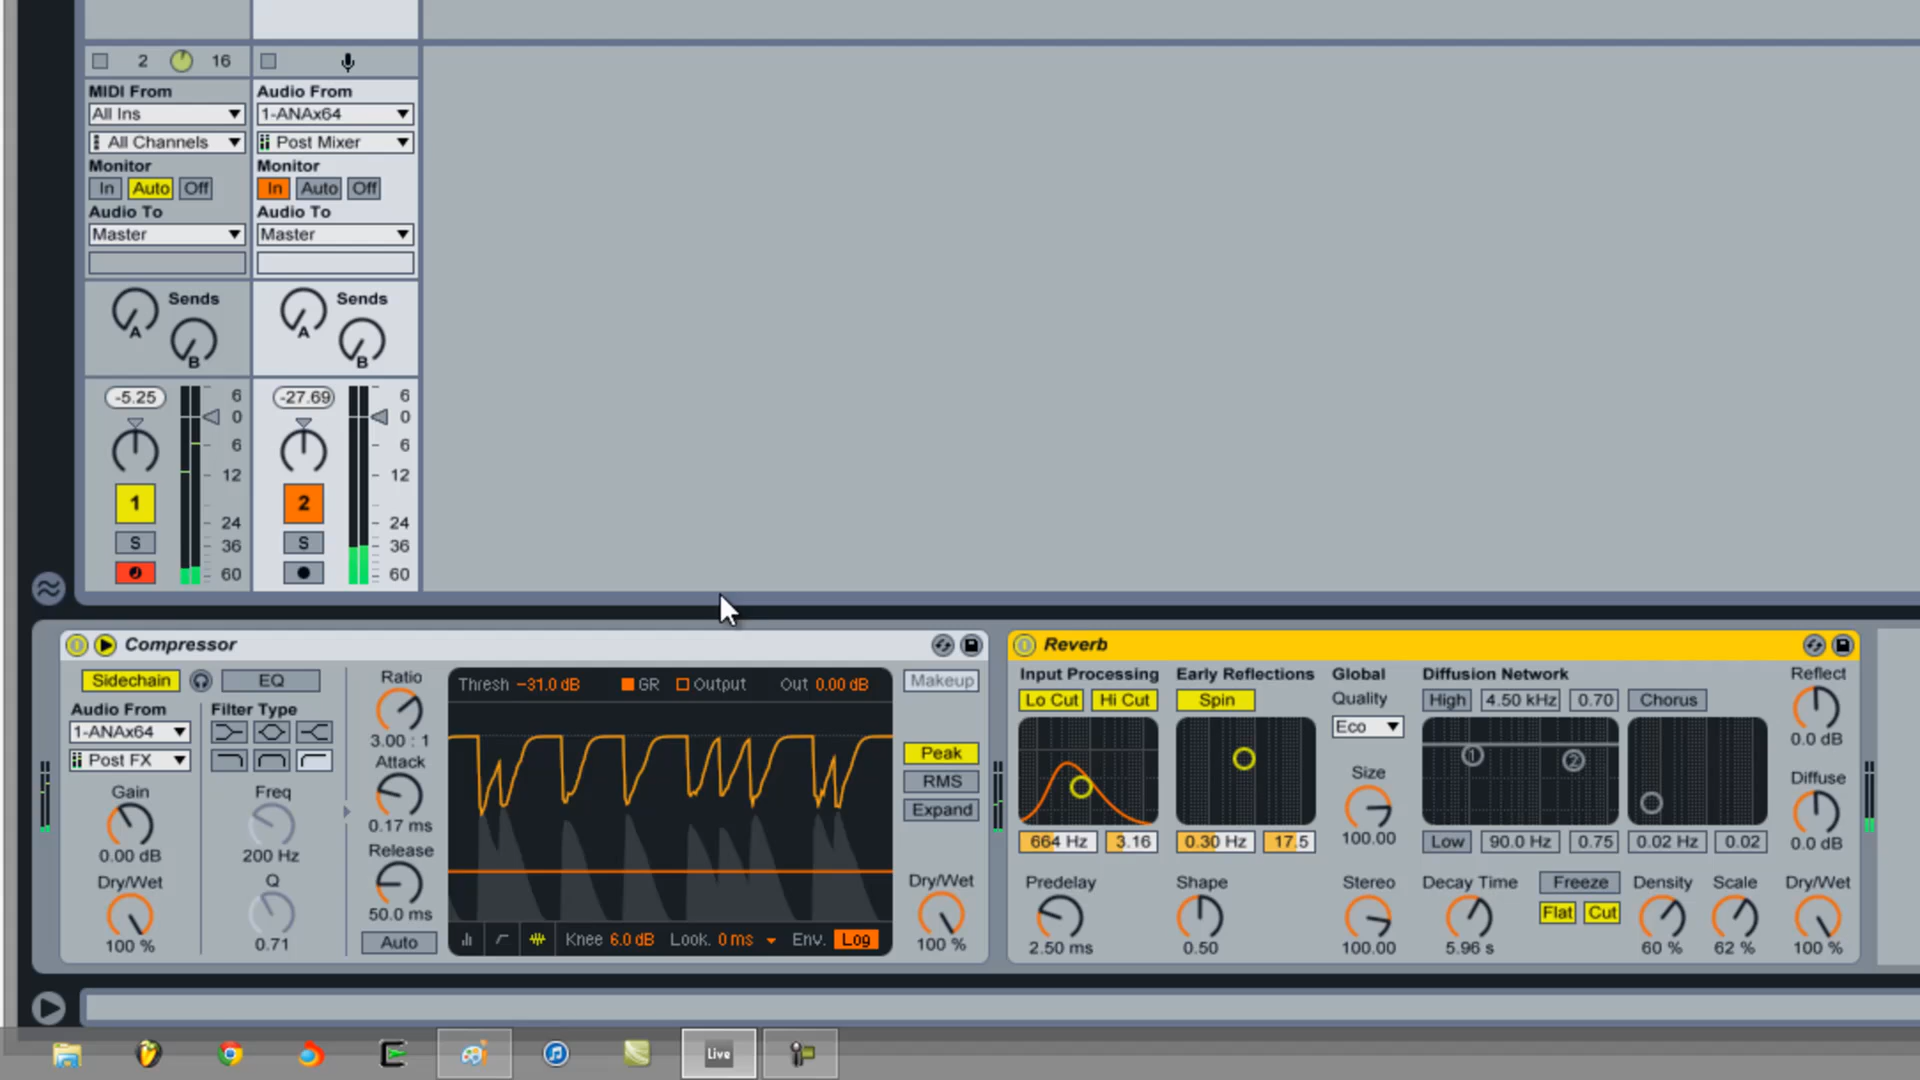 2 16
MIDI From
All Ins
All Channels
Monitor
In Auto Off
Audio To
Master
Sends
A
B
-5.25
6
0
6
12
24
36
60
1
S
Audio From
1-ANAx64
Post Mixer
Monitor
In Auto Off
Audio To
Master
Sends
A
B
-27.69
6
0
6
12
24
36
60
2
S
Compressor
Sidechain EQ
Audio From
1-ANAx64
Post FX
Gain
0.00 dB
Dry/Wet
100 %
Filter Type
Freq
200 Hz
Q
0.71
Ratio
3.00 : 1
Attack
0.17 ms
Release
50.0 ms
Auto
Thresh -31.0 dB GR Output Out 0.00 dB
Knee 6.0 dB Look. 0 ms Env. Log
Makeup
Peak
RMS
Expand
Dry/Wet
100 %
Reverb
Input Processing
Lo Cut Hi Cut
664 Hz 3.16
Predelay
2.50 ms
Early Reflections
Spin
0.30 Hz 17.5
Shape
0.50
Global
Quality
Eco
Size
100.00
Stereo
100.00
Diffusion Network
High 4.50 kHz 0.70 Chorus
1 2
Low 90.0 Hz 0.75 0.02 Hz 0.02
Decay Time
5.96 s
Freeze
Flat Cut
Density
60 %
Scale
62 %
Reflect
0.0 dB
Diffuse
0.0 dB
Dry/Wet
100 %
Live